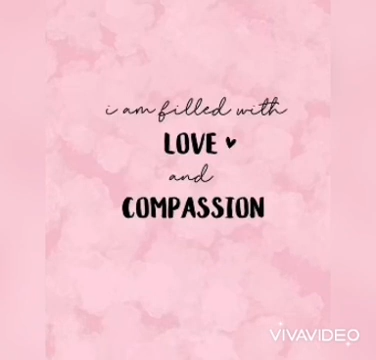 i am filled with
LOVE
and
COMPASSION
VIVAVIDEO